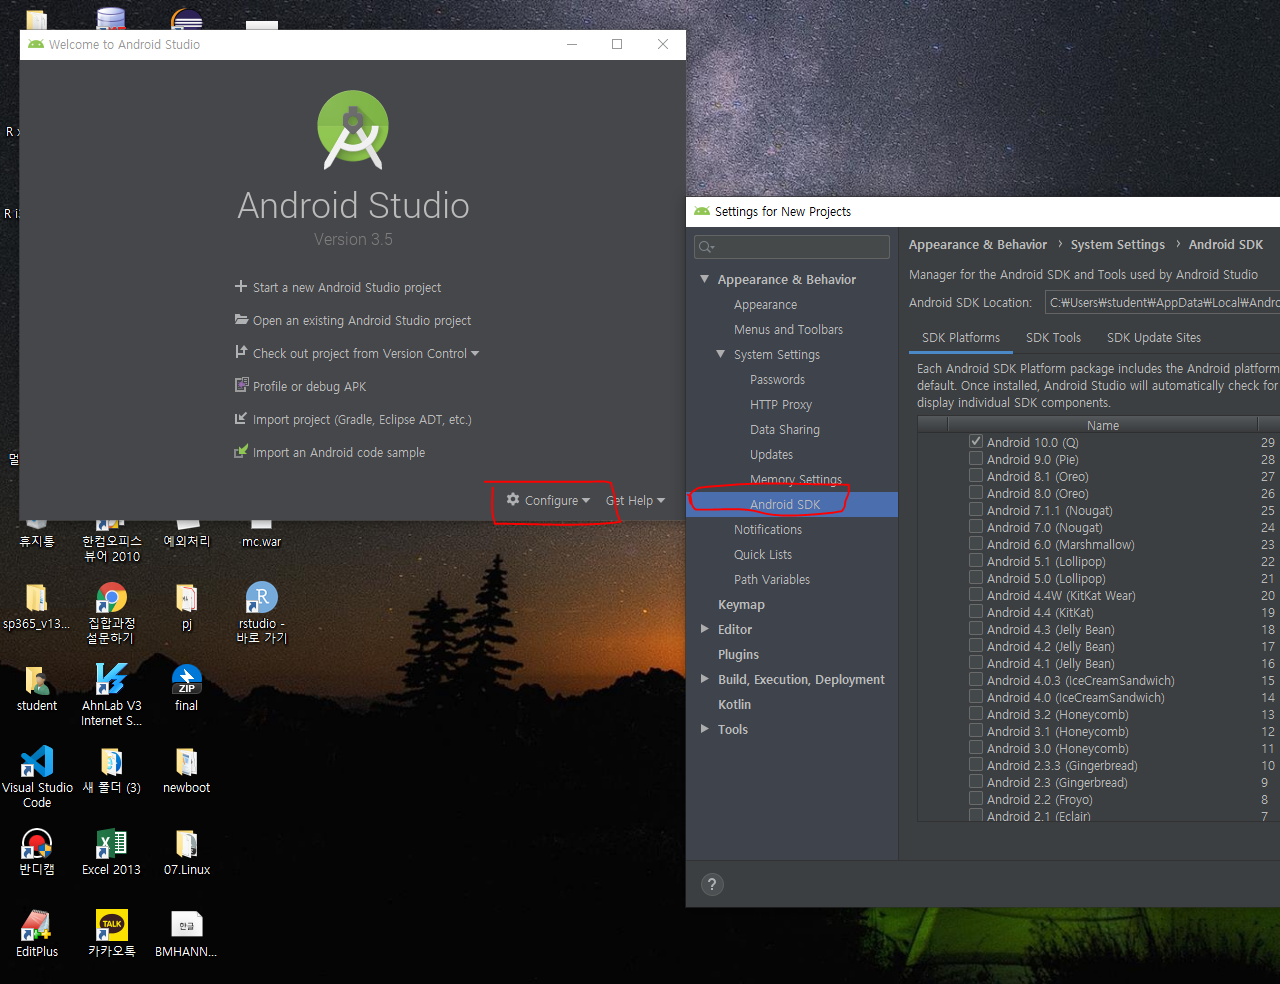 Welcome to Android Studio
Android Studio
Version 3.5
Start a new Android Studio project
Open an existing Android Studio project
Check out project from Version Control
Profile or debug APK
Import project (Gradle, Eclipse ADT, etc.)
Import an Android code sample
Configure
Get Help
Settings for New Projects
Appearance & Behavior
Appearance
Menus and Toolbars
System Settings
Passwords
HTTP Proxy
Data Sharing
Updates
Memory Settings
Android SDK
Notifications
Quick Lists
Path Variables
Keymap
Editor
Plugins
Build, Execution, Deployment
Kotlin
Tools
?
Appearance & Behavior › System Settings › Android SDK
Manager for the Android SDK and Tools used by Android Studio
Android SDK Location: C:₩Users₩student₩AppData₩Local₩Andro
SDK Platforms SDK Tools SDK Update Sites
Each Android SDK Platform package includes the Android platform
default. Once installed, Android Studio will automatically check for
display individual SDK components.
Name
Android 10.0 (Q) 29
Android 9.0 (Pie) 28
Android 8.1 (Oreo) 27
Android 8.0 (Oreo) 26
Android 7.1.1 (Nougat) 25
Android 7.0 (Nougat) 24
Android 6.0 (Marshmallow) 23
Android 5.1 (Lollipop) 22
Android 5.0 (Lollipop) 21
Android 4.4W (KitKat Wear) 20
Android 4.4 (KitKat) 19
Android 4.3 (Jelly Bean) 18
Android 4.2 (Jelly Bean) 17
Android 4.1 (Jelly Bean) 16
Android 4.0.3 (IceCreamSandwich) 15
Android 4.0 (IceCreamSandwich) 14
Android 3.2 (Honeycomb) 13
Android 3.1 (Honeycomb) 12
Android 3.0 (Honeycomb) 11
Android 2.3.3 (Gingerbread) 10
Android 2.3 (Gingerbread) 9
Android 2.2 (Froyo) 8
Android 2.1 (Eclair) 7
R
R i
멀
휴지통
한컴오피스
뷰어 2010
예외처리
mc.war
sp365_v13...
집합과정
설문하기
pj
R
rstudio -
바로 가기
student
AhnLab V3
Internet S...
ZIP
final
Visual Studio
Code
새 폴더 (3)
newboot
반디캠
Excel 2013
07.Linux
EditPlus
TALK
카카오톡
한글
BMHANN...